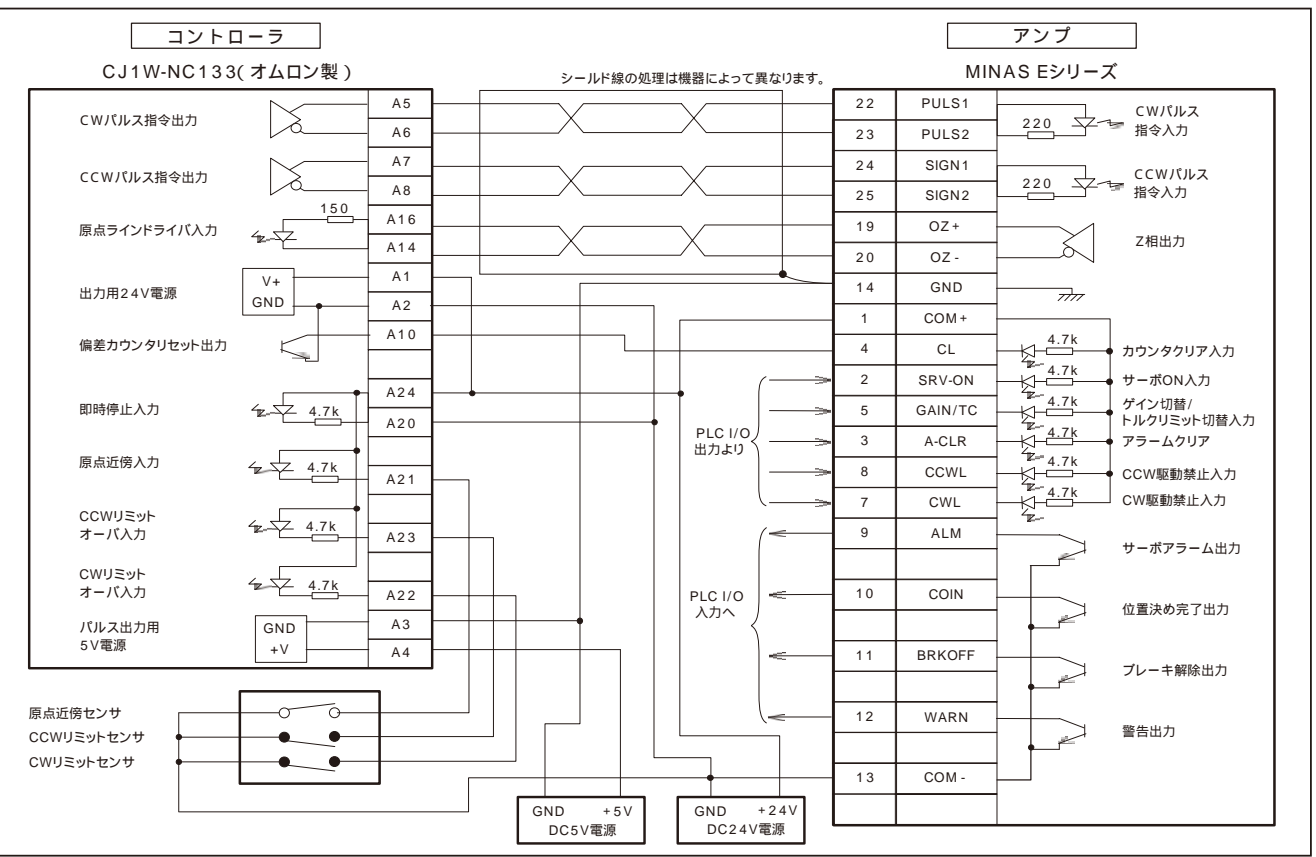 コントローラ
アンプ
CJ1W-NC133(オムロン製)
シールド線の処理は機器によって異なります。
MINAS Eシリーズ
CWパルス指令出力
A5
A6
CCWパルス指令出力
A7
A8
原点ラインドライバ入力
150
A16
A14
出力用24V電源
V+
GND
A1
A2
偏差カウンタリセット出力
A10
A24
即時停止入力
4.7k
A20
原点近傍入力
4.7k
A21
CCWリミット
オーバ入力
4.7k
A23
CWリミット
オーバ入力
4.7k
A22
パルス出力用
5V電源
GND
+V
A3
A4
原点近傍センサ
CCWリミットセンサ
CWリミットセンサ
GND +5V
DC5V電源
GND +24V
DC24V電源
PLC I/O
出力より
PLC I/O
入力へ
22 PULS1
23 PULS2
220
CWパルス
指令入力
24 SIGN1
25 SIGN2
220
CCWパルス
指令入力
19 OZ+
20 OZ-
Z相出力
14 GND
1 COM+
4 CL 4.7k カウンタクリア入力
2 SRV-ON 4.7k サーボON入力
5 GAIN/TC 4.7k ゲイン切替/
トルクリミット切替入力
3 A-CLR 4.7k アラームクリア
8 CCWL 4.7k CCW駆動禁止入力
7 CWL 4.7k CW駆動禁止入力
9 ALM サーボアラーム出力
10 COIN 位置決め完了出力
11 BRKOFF ブレーキ解除出力
12 WARN 警告出力
13 COM-